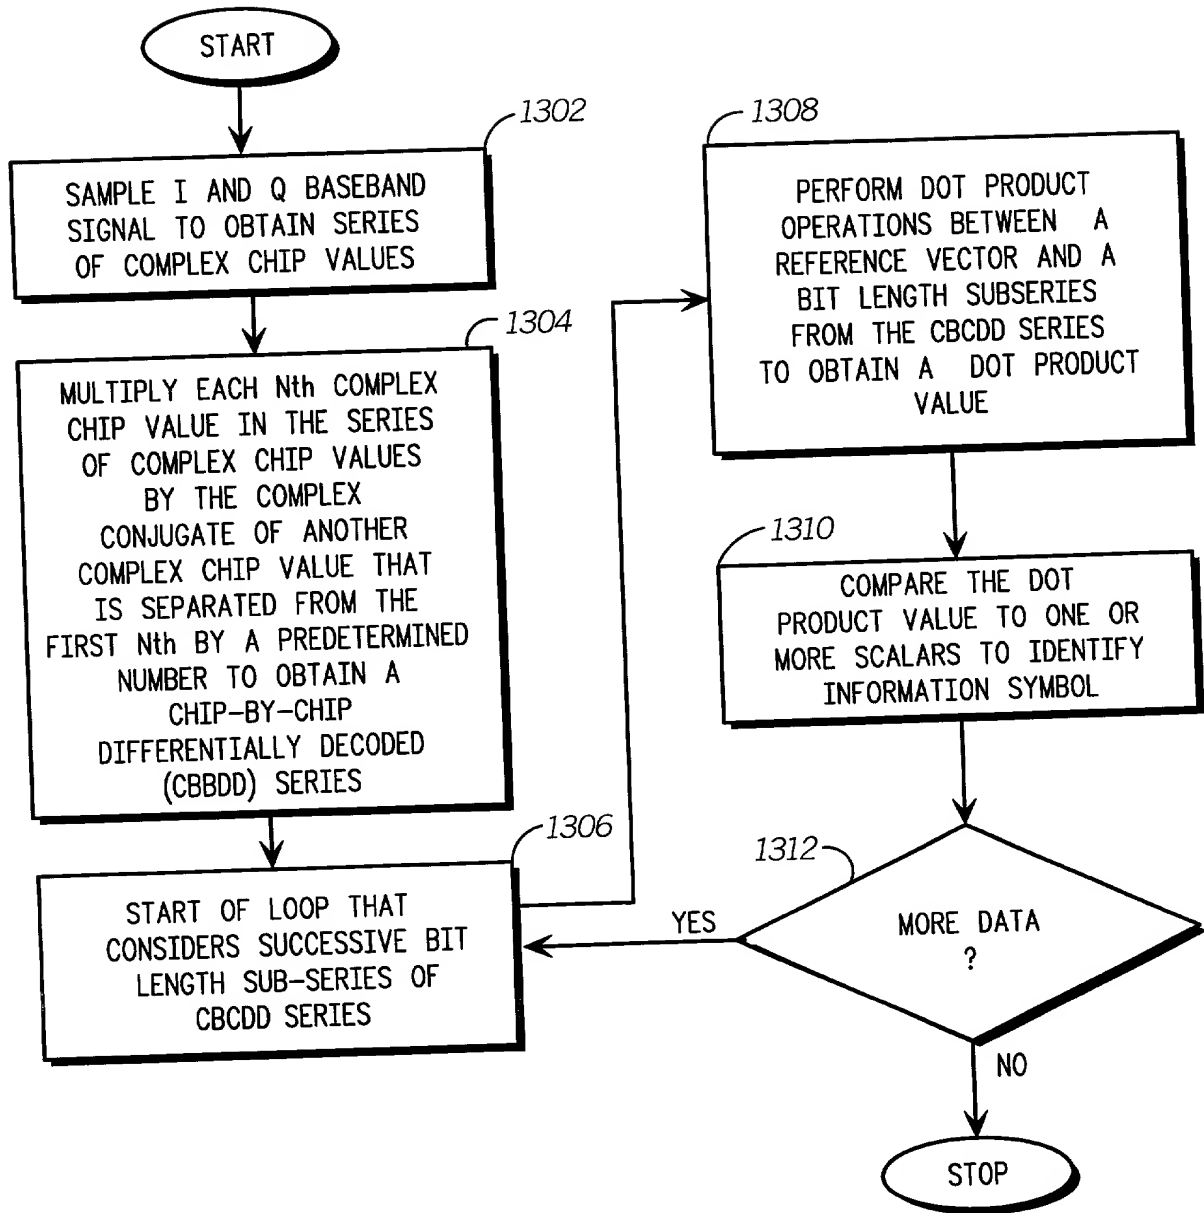 START
1302
SAMPLE I AND Q BASEBAND
SIGNAL TO OBTAIN SERIES
OF COMPLEX CHIP VALUES
1304
MULTIPLY EACH Nth COMPLEX
CHIP VALUE IN THE SERIES
OF COMPLEX CHIP VALUES
BY THE COMPLEX
CONJUGATE OF ANOTHER
COMPLEX CHIP VALUE THAT
IS SEPARATED FROM THE
FIRST Nth BY A PREDETERMINED
NUMBER TO OBTAIN A
CHIP-BY-CHIP
DIFFERENTIALLY DECODED
(CBBDD) SERIES
1306
START OF LOOP THAT
CONSIDERS SUCCESSIVE BIT
LENGTH SUB-SERIES OF
CBCDD SERIES
1308
PERFORM DOT PRODUCT
OPERATIONS BETWEEN A
REFERENCE VECTOR AND A
BIT LENGTH SUBSERIES
FROM THE CBCDD SERIES
TO OBTAIN A DOT PRODUCT
VALUE
1310
COMPARE THE DOT
PRODUCT VALUE TO ONE OR
MORE SCALARS TO IDENTIFY
INFORMATION SYMBOL
1312
MORE DATA
?
YES
NO
STOP